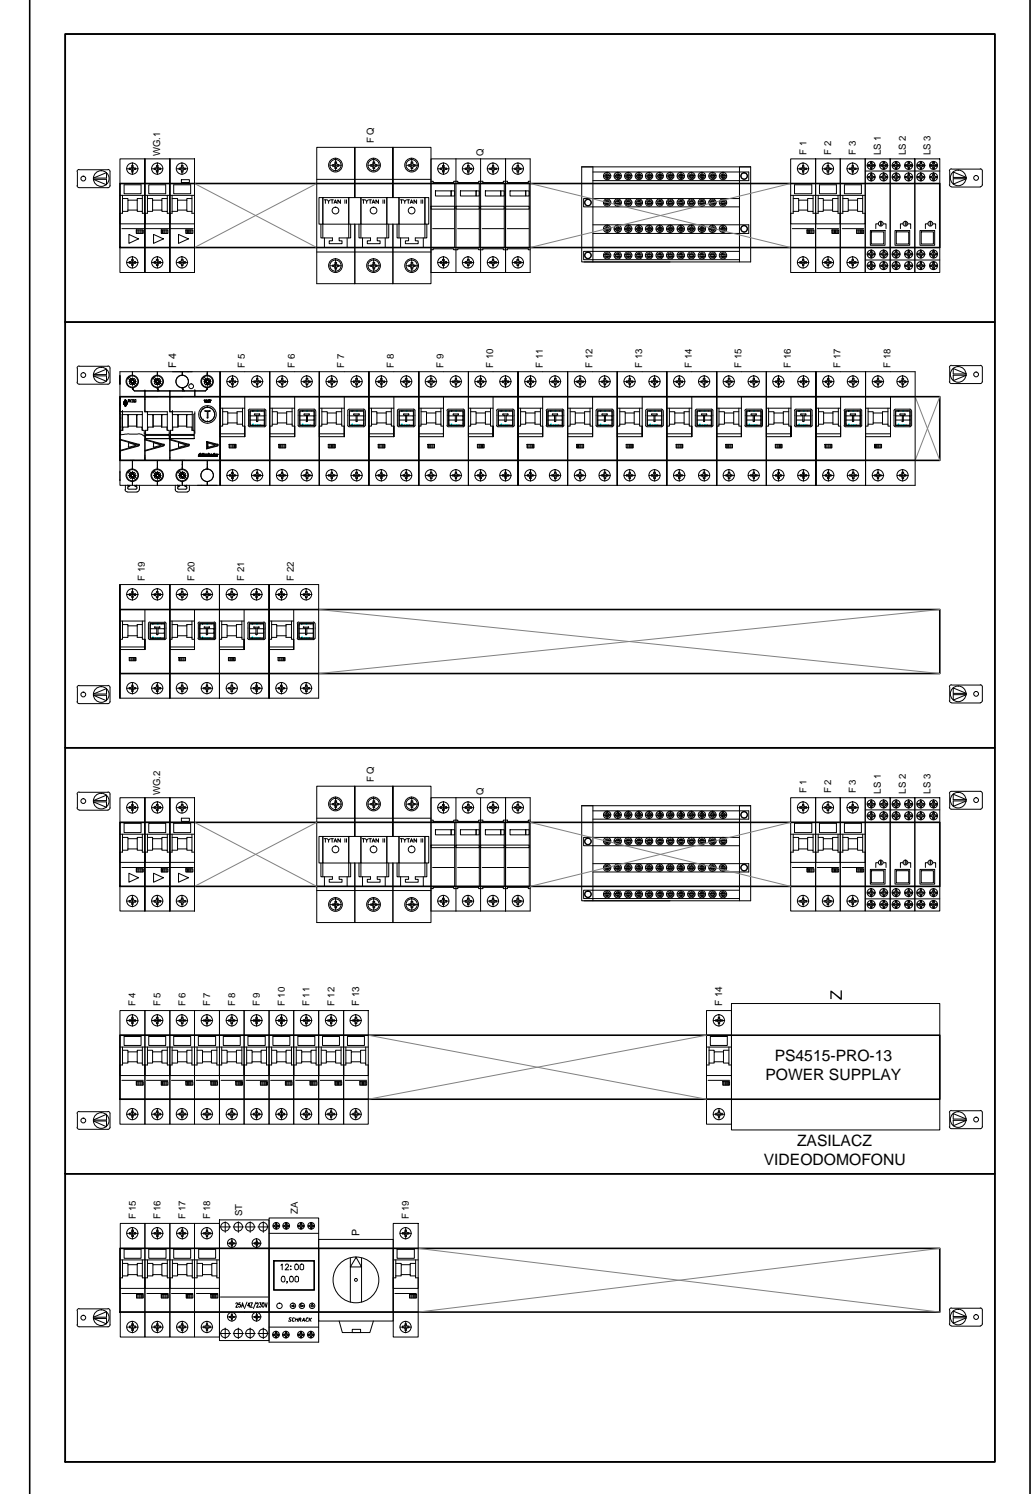 WG.1 F Q Q F 1 F 2 F 3 LS 1 LS 2 LS 3
TYTAN II TYTAN II TYTAN II
F 4 F 5 F 6 F 7 F 8 F 9 F 10 F 11 F 12 F 13 F 14 F 15 F 16 F 17 F 18
F 19 F 20 F 21 F 22
WG.2 F Q Q F 1 F 2 F 3 LS 1 LS 2 LS 3
TYTAN II TYTAN II TYTAN II
F 4 F 5 F 6 F 7 F 8 F 9 F 10 F 11 F 12 F 13 F 14 Z
PS4515-PRO-13
POWER SUPPLAY
ZASILACZ
VIDEODOMOFONU
F 15 F 16 F 17 F 18 ST ZA P F 19
12:00
0,00
25A/4Z/230V
SCHRACK